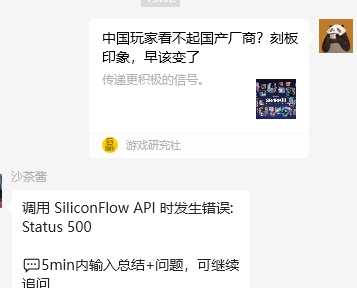 中国玩家看不起国产厂商？刻板
印象，早该变了
传递更积极的信号。
游戏研究社
沙茶酱
调用 SiliconFlow API 时发生错误:
Status 500
💬5min内输入总结+问题，可继续
追问